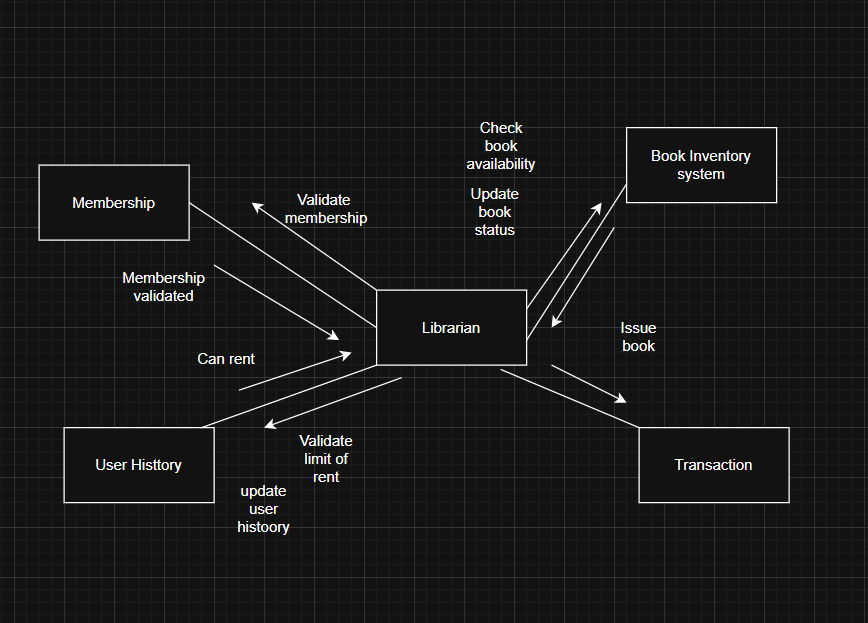 Check
book
availability
Book Inventory
system
Update
book
status
Membership
Validate
membership
Membership
validated
Librarian
Issue
book
Can rent
Validate
limit of
rent
User Histtory
Transaction
update
user
histoory